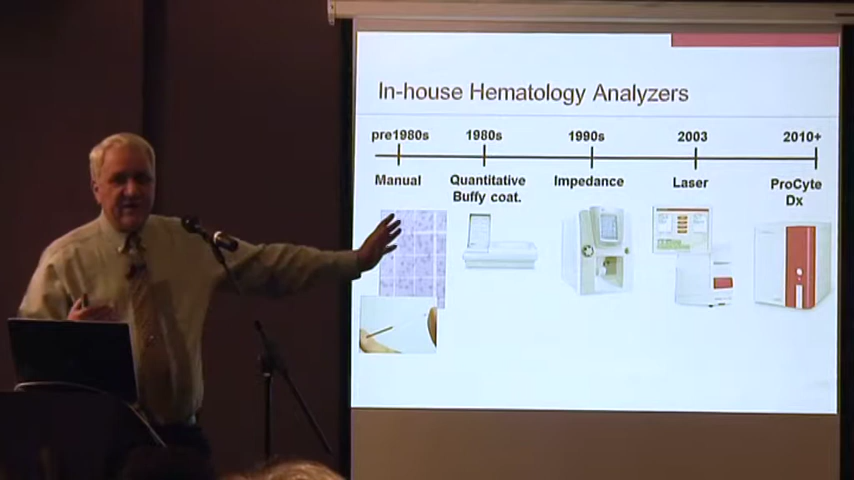 In-house Hematology Analyzers
pre1980s 1980s 1990s 2003 2010+
Manual Quantitative Impedance Laser ProCyte
Buffy coat. Dx